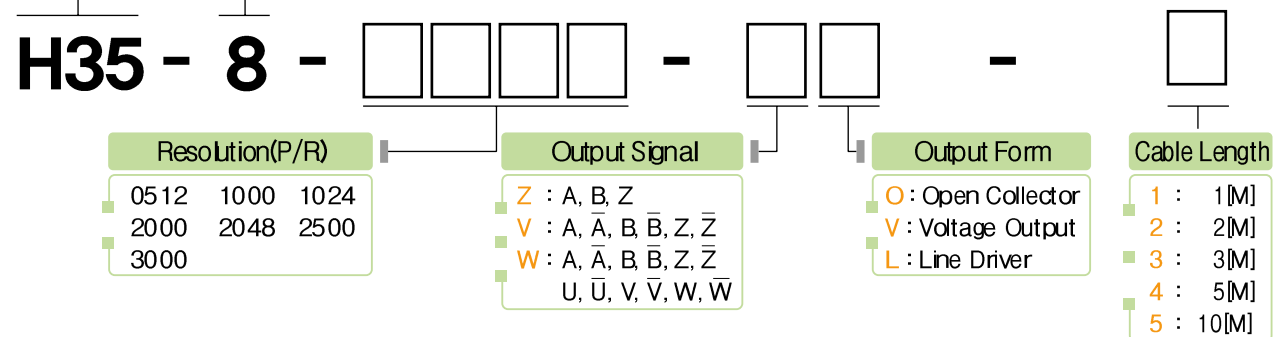 H35 - 8 - - -
Resolution(P/R)
0512 1000 1024
2000 2048 2500
3000
Output Signal
Z : A, B, Z
V : A, A̅, B, B̅, Z, Z̅
W : A, A̅, B, B̅, Z, Z̅
U, U̅, V, V̅, W, W̅
Output Form
O : Open Collector
V : Voltage Output
L : Line Driver
Cable Length
1 : 1[M]
2 : 2[M]
3 : 3[M]
4 : 5[M]
5 : 10[M]